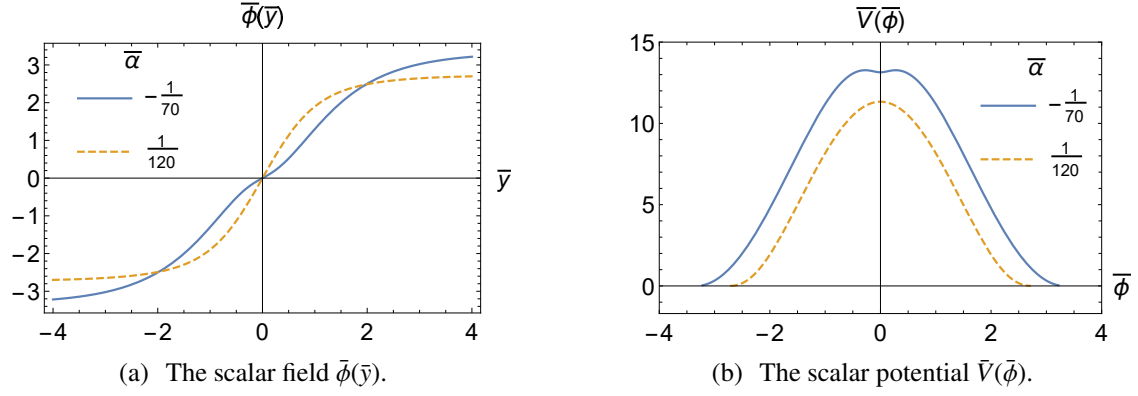 ϕ̅(y̅)
α̅
− 1/70
1/120
3
2
1
0
−1
−2
−3
y̅
−4 −2 0 2 4
(a) The scalar field ϕ̄(ȳ).
V̅(ϕ̅)
15
10
5
0
α̅
− 1/70
1/120
ϕ̅
−4 −2 0 2 4
(b) The scalar potential V̄(ϕ̄).